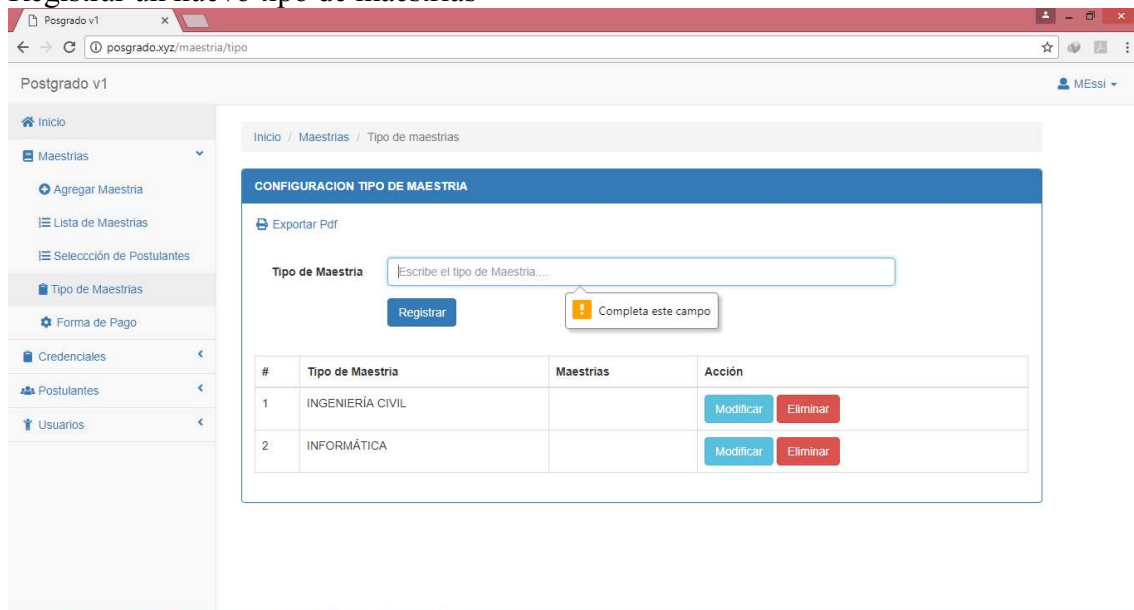 Registrar un nuevo tipo de maestrias
Posgrado v1
posgrado.xyz/maestria/tipo
Postgrado v1
MEssi
Inicio
Maestrias
Agregar Maestria
Lista de Maestrias
Seleccción de Postulantes
Tipo de Maestrias
Forma de Pago
Credenciales
Postulantes
Usuarios
Inicio / Maestrias / Tipo de maestrias
CONFIGURACION TIPO DE MAESTRIA
Exportar Pdf
Tipo de Maestria Escribe el tipo de Maestria....
Registrar
! Completa este campo
# Tipo de Maestria Maestrias Acción
1 INGENIERÍA CIVIL Modificar Eliminar
2 INFORMÁTICA Modificar Eliminar